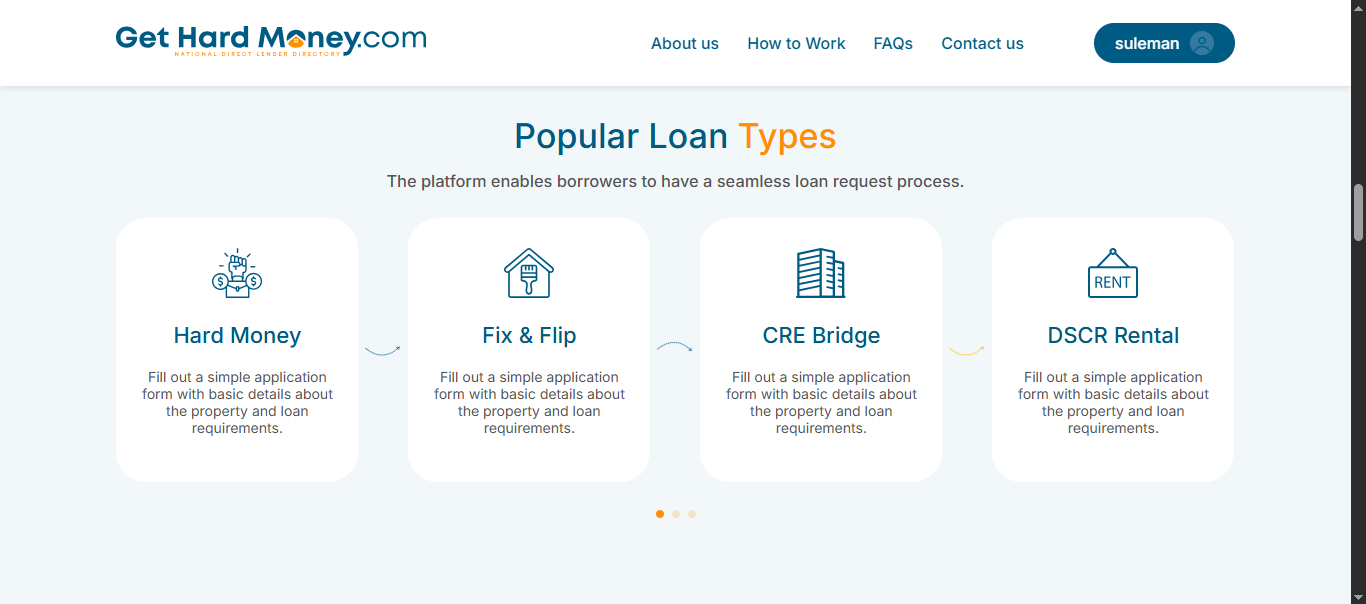 Get Hard Money.com
NATIONAL DIRECT LENDER DIRECTORY
About us
How to Work
FAQs
Contact us
suleman
Popular Loan Types
The platform enables borrowers to have a seamless loan request process.
Hard Money
Fill out a simple application
form with basic details about
the property and loan
requirements.
Fix & Flip
Fill out a simple application
form with basic details about
the property and loan
requirements.
CRE Bridge
Fill out a simple application
form with basic details about
the property and loan
requirements.
RENT
DSCR Rental
Fill out a simple application
form with basic details about
the property and loan
requirements.